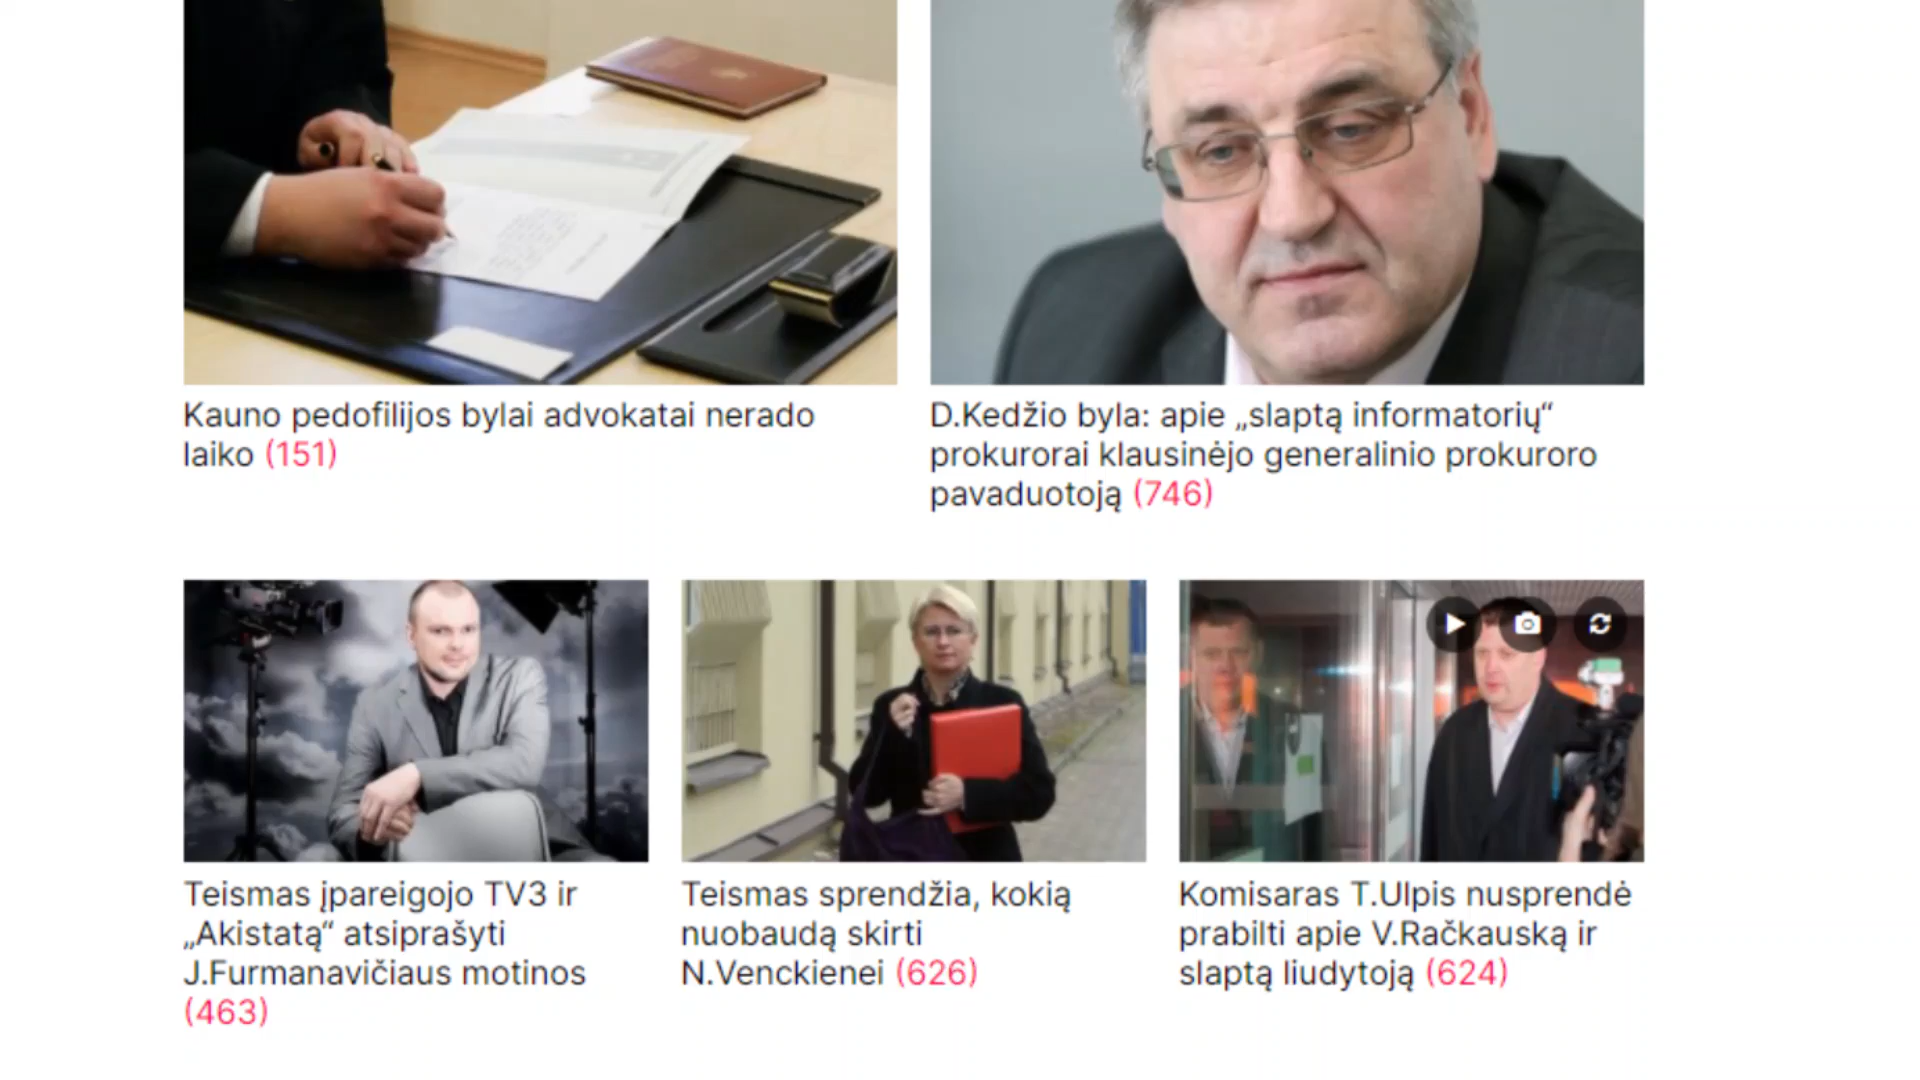 Kauno pedofilijos bylai advokatai nerado
laiko (151)
D.Kedžio byla: apie „slaptą informatorių“
prokurorai klausinėjo generalinio prokuroro
pavaduotoją (746)
Teismas įpareigojo TV3 ir
„Akistatą“ atsiprašyti
J.Furmanavičiaus motinos
(463)
Teismas sprendžia, kokią
nuobaudą skirti
N.Venckienei (626)
Komisaras T.Ulpis nusprendė
prabilti apie V.Račkauską ir
slaptą liudytoją (624)